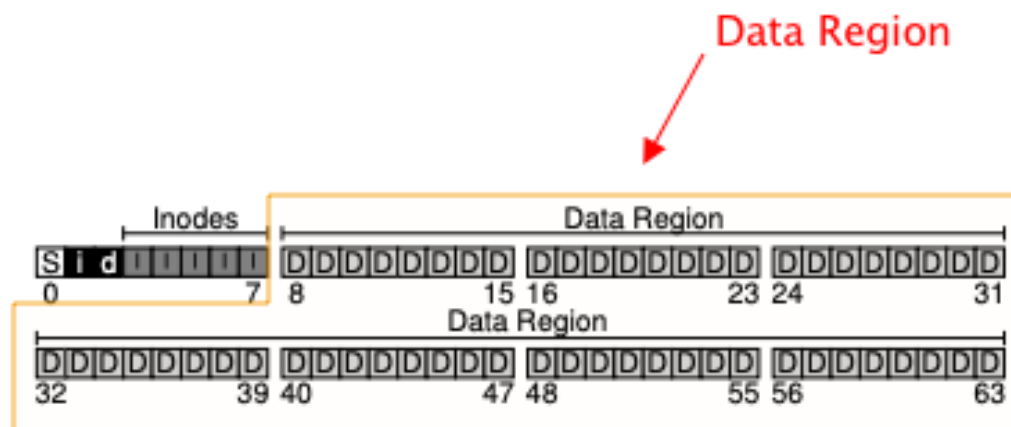 Data Region
Inodes Data Region
S i d I I I I I D D D D D D D D D D D D D D D D D D D D D D D D
0 7 8 15 16 23 24 31
Data Region
D D D D D D D D D D D D D D D D D D D D D D D D D D D D D D D D
32 39 40 47 48 55 56 63